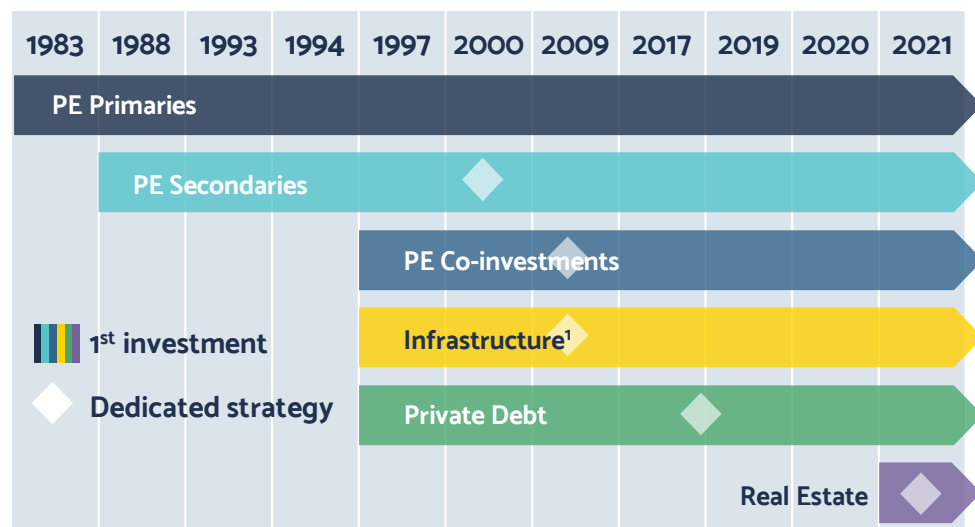 1983 1988 1993 1994 1997 2000 2009 2017 2019 2020 2021
PE Primaries
PE Secondaries
PE Co-investments
Infrastructure¹
1st investment
Dedicated strategy
Private Debt
Real Estate